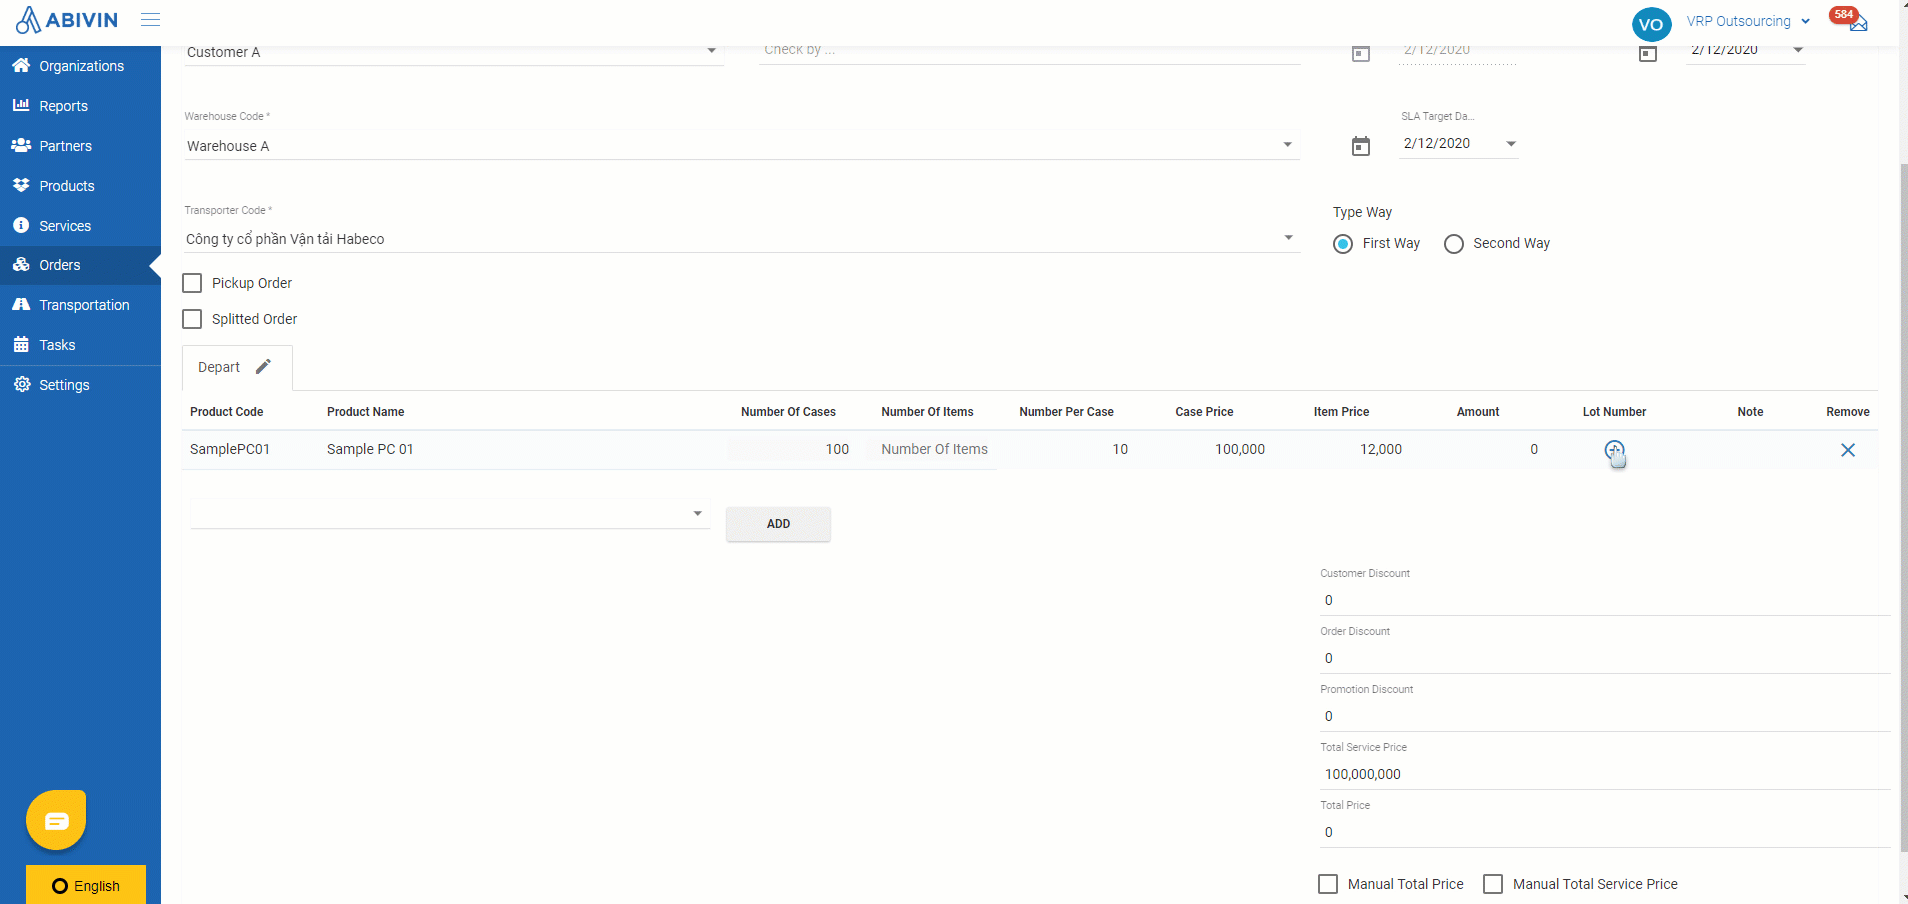 ABIVIN
VO
VRP Outsourcing
584
Organizations
Reports
Partners
Products
Services
Orders
Transportation
Tasks
Settings
Customer A
Check by ...
2/12/2020
2/12/2020
Warehouse Code *
Warehouse A
SLA Target Da...
2/12/2020
Transporter Code *
Công ty cổ phần Vận tải Habeco
Type Way
First Way
Second Way
Pickup Order
Splitted Order
Depart
Product Code Product Name Number Of Cases Number Of Items Number Per Case Case Price Item Price Amount Lot Number Note Remove
SamplePC01 Sample PC 01 100 Number Of Items 10 100,000 12,000 0
ADD
Customer Discount
0
Order Discount
0
Promotion Discount
0
Total Service Price
100,000,000
Total Price
0
Manual Total Price
Manual Total Service Price
English